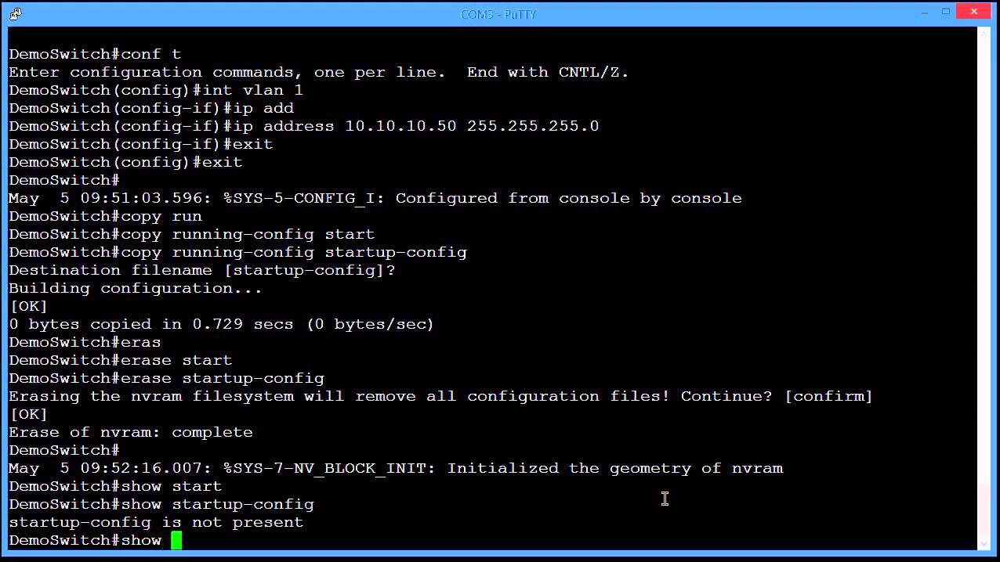 COM3 - PuTTY
DemoSwitch#conf t
Enter configuration commands, one per line.  End with CNTL/Z.
DemoSwitch(config)#int vlan 1
DemoSwitch(config-if)#ip add
DemoSwitch(config-if)#ip address 10.10.10.50 255.255.255.0
DemoSwitch(config-if)#exit
DemoSwitch(config)#exit
DemoSwitch#
May  5 09:51:03.596: %SYS-5-CONFIG_I: Configured from console by console
DemoSwitch#copy run
DemoSwitch#copy running-config start
DemoSwitch#copy running-config startup-config
Destination filename [startup-config]?
Building configuration...
[OK]
0 bytes copied in 0.729 secs (0 bytes/sec)
DemoSwitch#eras
DemoSwitch#erase start
DemoSwitch#erase startup-config
Erasing the nvram filesystem will remove all configuration files! Continue? [confirm]
[OK]
Erase of nvram: complete
DemoSwitch#
May  5 09:52:16.007: %SYS-7-NV_BLOCK_INIT: Initialized the geometry of nvram
DemoSwitch#show start
DemoSwitch#show startup-config
startup-config is not present
DemoSwitch#show